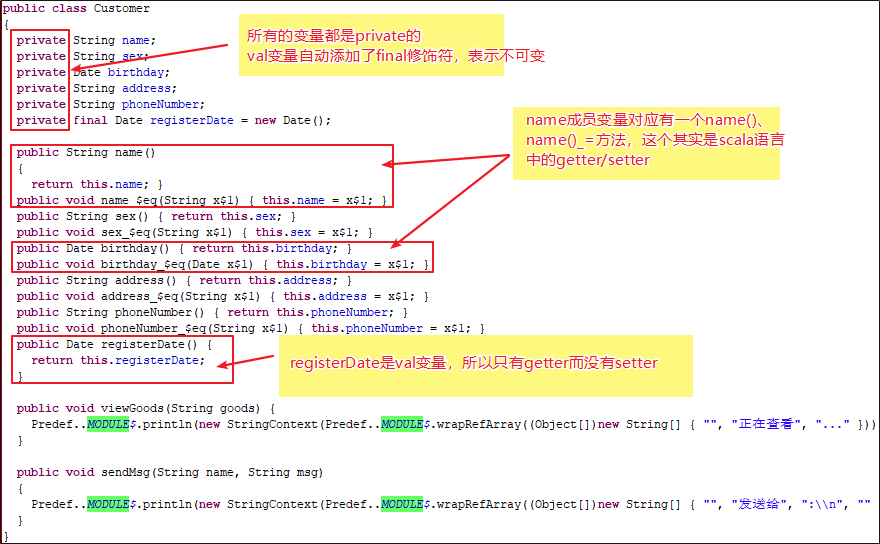 public class Customer
{
private String name;
private String sex;
private Date birthday;
private String address;
private String phoneNumber;
private final Date registerDate = new Date();
所有的变量都是private的
val变量自动添加了final修饰符，表示不可变
public String name()
{
return this.name; }
public void name_$eq(String x$1) { this.name = x$1; }
public String sex() { return this.sex; }
public void sex_$eq(String x$1) { this.sex = x$1; }
public Date birthday() { return this.birthday; }
public void birthday_$eq(Date x$1) { this.birthday = x$1; }
public String address() { return this.address; }
public void address_$eq(String x$1) { this.address = x$1; }
public String phoneNumber() { return this.phoneNumber; }
public void phoneNumber_$eq(String x$1) { this.phoneNumber = x$1; }
public Date registerDate() {
return this.registerDate;
}
name成员变量对应有一个name()、
name()_=方法，这个其实是scala语言
中的getter/setter
registerDate是val变量，所以只有getter而没有setter
public void viewGoods(String goods) {
Predef..MODULE$.println(new StringContext(Predef..MODULE$.wrapRefArray((Object[])new String[] { "", "正在查看", "..." }))
}
public void sendMsg(String name, String msg)
{
Predef..MODULE$.println(new StringContext(Predef..MODULE$.wrapRefArray((Object[])new String[] { "", "发送给", ":\\n", ""
}
}